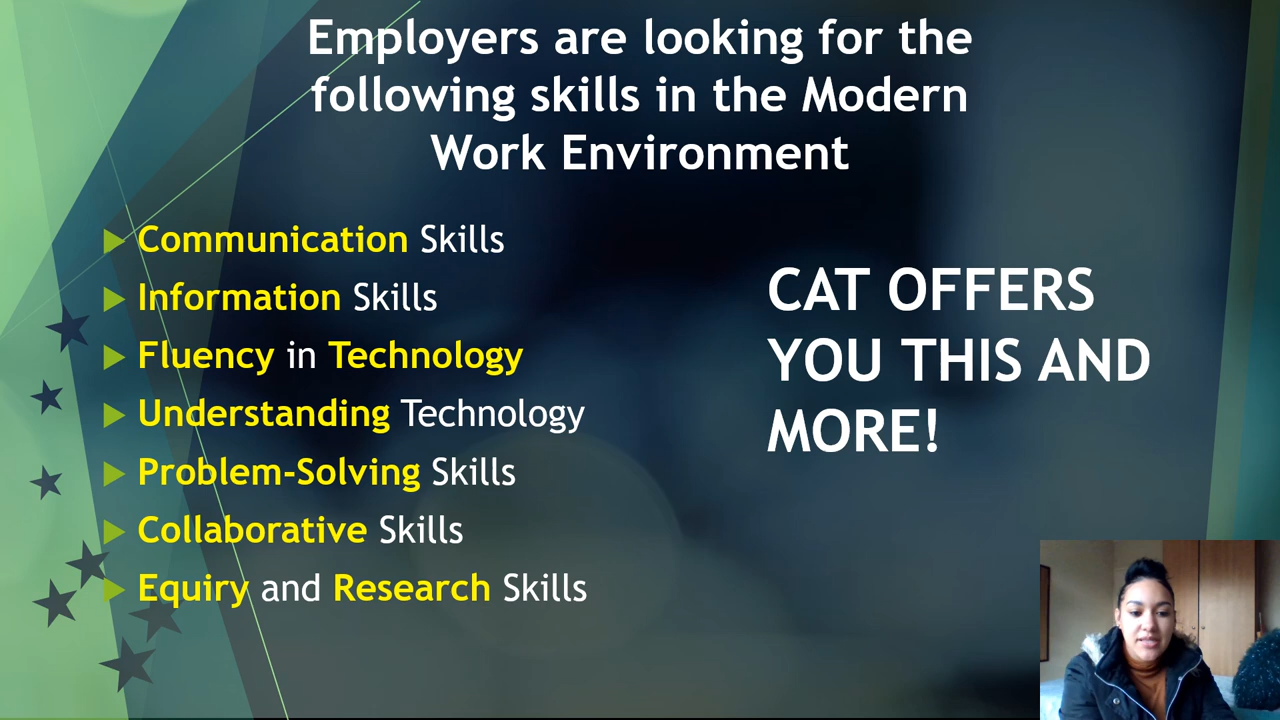 Employers are looking for the
following skills in the Modern
Work Environment
Communication Skills
Information Skills
Fluency in Technology
Understanding Technology
Problem-Solving Skills
Collaborative Skills
Equiry and Research Skills
CAT OFFERS
YOU THIS AND
MORE!